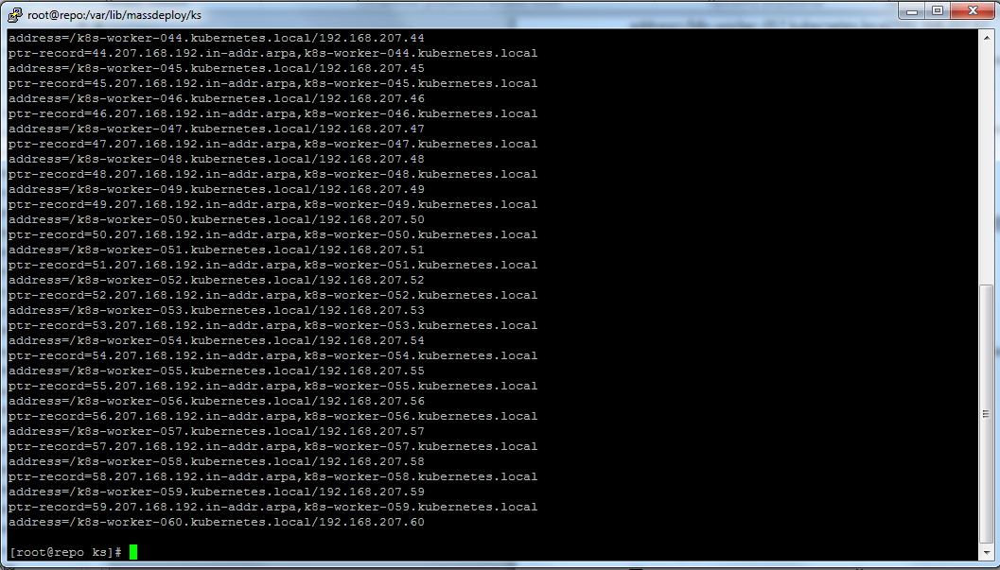 root@repo:/var/lib/massdeploy/ks
address=/k8s-worker-044.kubernetes.local/192.168.207.44
ptr-record=44.207.168.192.in-addr.arpa,k8s-worker-044.kubernetes.local
address=/k8s-worker-045.kubernetes.local/192.168.207.45
ptr-record=45.207.168.192.in-addr.arpa,k8s-worker-045.kubernetes.local
address=/k8s-worker-046.kubernetes.local/192.168.207.46
ptr-record=46.207.168.192.in-addr.arpa,k8s-worker-046.kubernetes.local
address=/k8s-worker-047.kubernetes.local/192.168.207.47
ptr-record=47.207.168.192.in-addr.arpa,k8s-worker-047.kubernetes.local
address=/k8s-worker-048.kubernetes.local/192.168.207.48
ptr-record=48.207.168.192.in-addr.arpa,k8s-worker-048.kubernetes.local
address=/k8s-worker-049.kubernetes.local/192.168.207.49
ptr-record=49.207.168.192.in-addr.arpa,k8s-worker-049.kubernetes.local
address=/k8s-worker-050.kubernetes.local/192.168.207.50
ptr-record=50.207.168.192.in-addr.arpa,k8s-worker-050.kubernetes.local
address=/k8s-worker-051.kubernetes.local/192.168.207.51
ptr-record=51.207.168.192.in-addr.arpa,k8s-worker-051.kubernetes.local
address=/k8s-worker-052.kubernetes.local/192.168.207.52
ptr-record=52.207.168.192.in-addr.arpa,k8s-worker-052.kubernetes.local
address=/k8s-worker-053.kubernetes.local/192.168.207.53
ptr-record=53.207.168.192.in-addr.arpa,k8s-worker-053.kubernetes.local
address=/k8s-worker-054.kubernetes.local/192.168.207.54
ptr-record=54.207.168.192.in-addr.arpa,k8s-worker-054.kubernetes.local
address=/k8s-worker-055.kubernetes.local/192.168.207.55
ptr-record=55.207.168.192.in-addr.arpa,k8s-worker-055.kubernetes.local
address=/k8s-worker-056.kubernetes.local/192.168.207.56
ptr-record=56.207.168.192.in-addr.arpa,k8s-worker-056.kubernetes.local
address=/k8s-worker-057.kubernetes.local/192.168.207.57
ptr-record=57.207.168.192.in-addr.arpa,k8s-worker-057.kubernetes.local
address=/k8s-worker-058.kubernetes.local/192.168.207.58
ptr-record=58.207.168.192.in-addr.arpa,k8s-worker-058.kubernetes.local
address=/k8s-worker-059.kubernetes.local/192.168.207.59
ptr-record=59.207.168.192.in-addr.arpa,k8s-worker-059.kubernetes.local
address=/k8s-worker-060.kubernetes.local/192.168.207.60
[root@repo ks]#